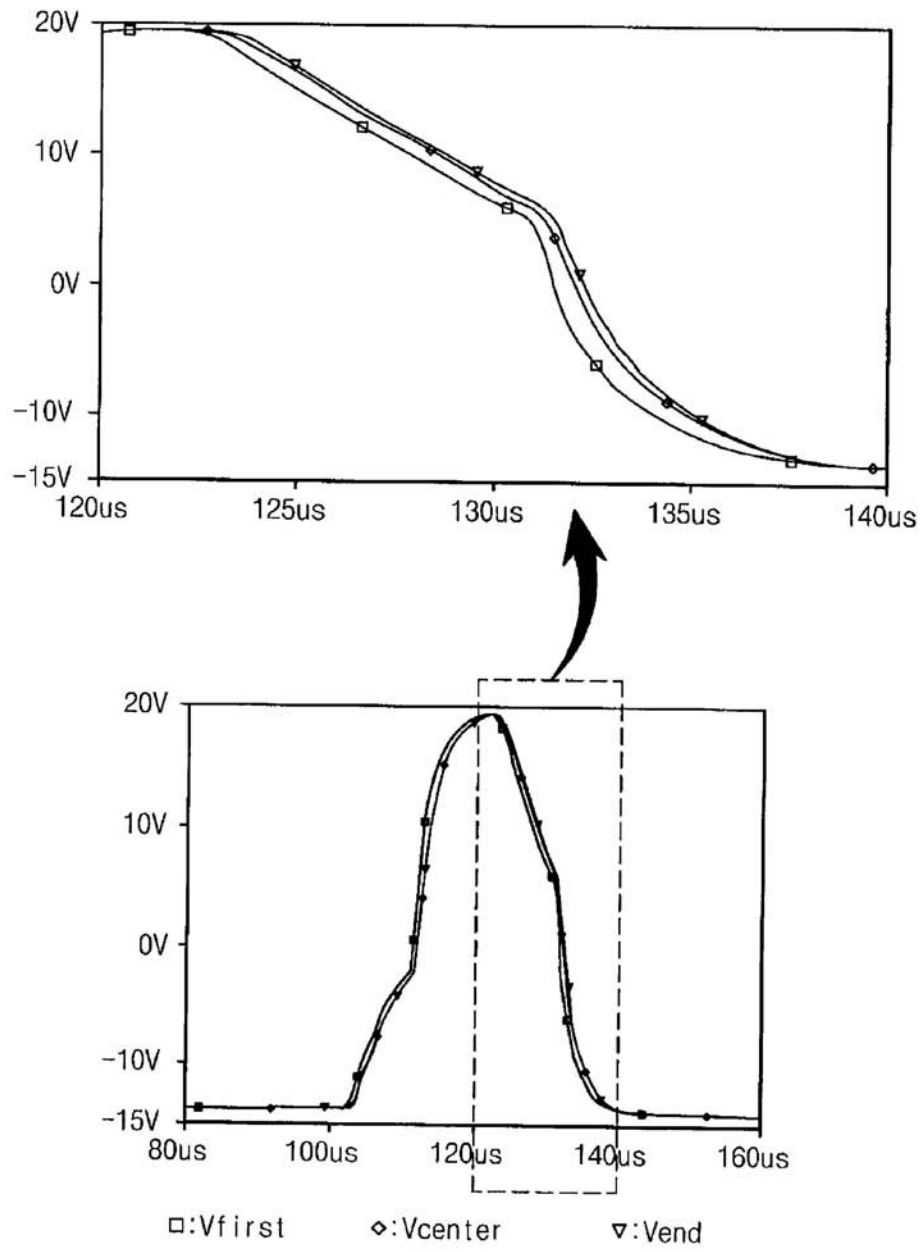 20V
10V
0V
-10V
-15V
120us 125us 130us 135us 140us
20V
10V
0V
-10V
-15V
80us 100us 120us 140us 160us
□:Vfirst ◇:Vcenter ▽:Vend